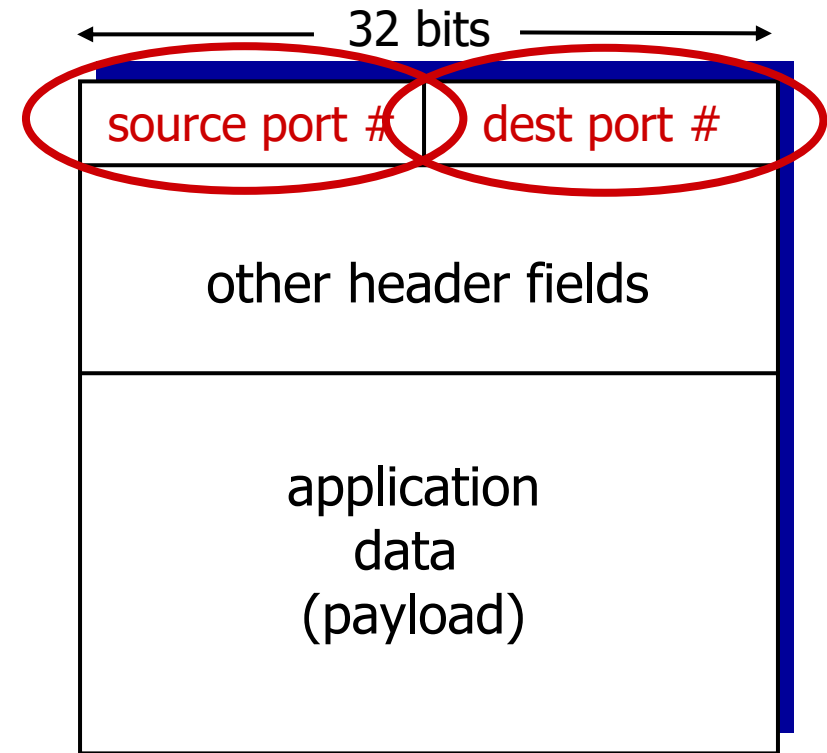 32 bits
source port # dest port #
other header fields
application
data
(payload)